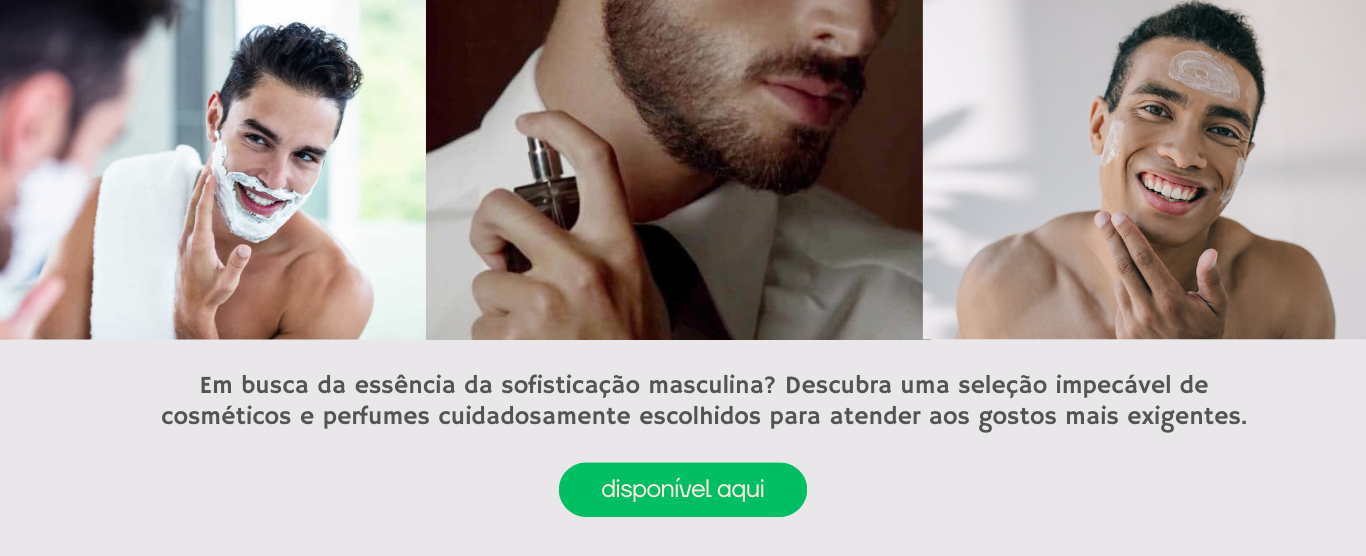 Em busca da essência da sofisticação masculina? Descubra uma seleção impecável de
cosméticos e perfumes cuidadosamente escolhidos para atender aos gostos mais exigentes.
disponível aqui